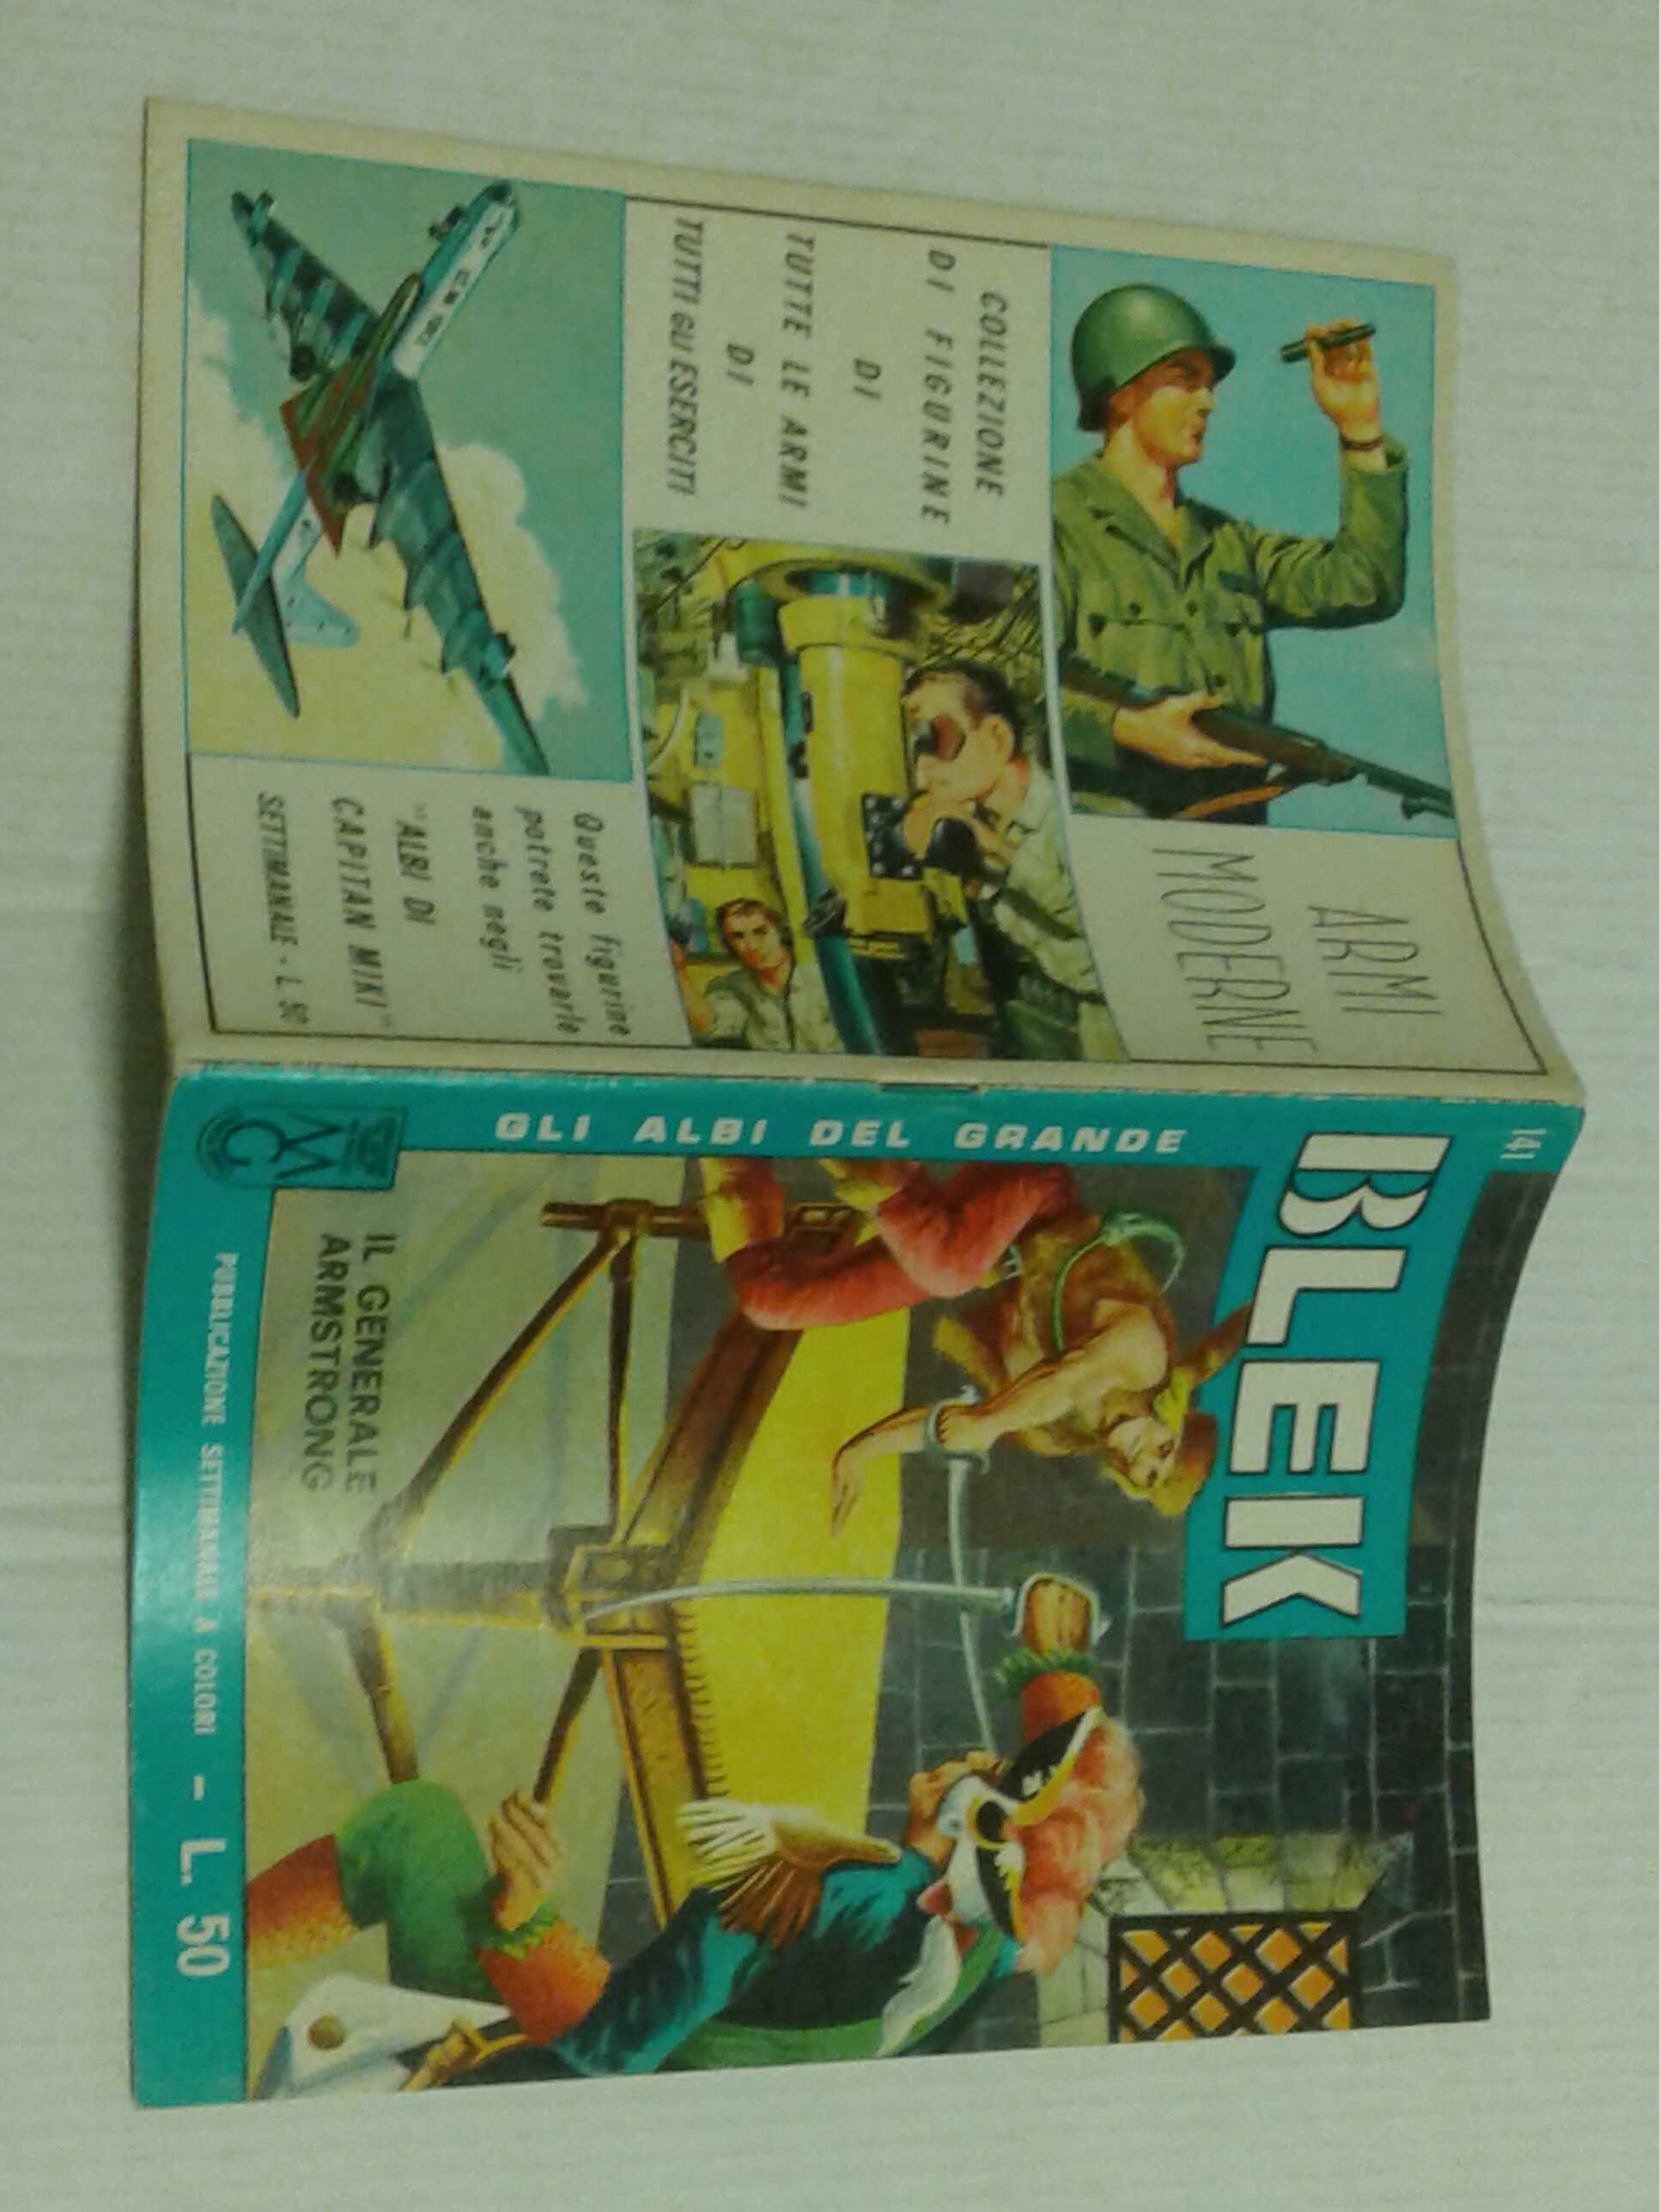 ARMI
MODERNE
COLLEZIONE
DI FIGURINE
DI
TUTTE LE ARMI
DI
TUTTI GLI ESERCITI
Queste figurine
potrete trovarle
anche negli
"ALBI DI
CAPITAN MIKI"
SETTIMANALE - L. 50
141
BLEK
GLI ALBI DEL GRANDE
IL GENERALE
ARMSTRONG
PUBBLICAZIONE SETTIMANALE A COLORI - L. 50